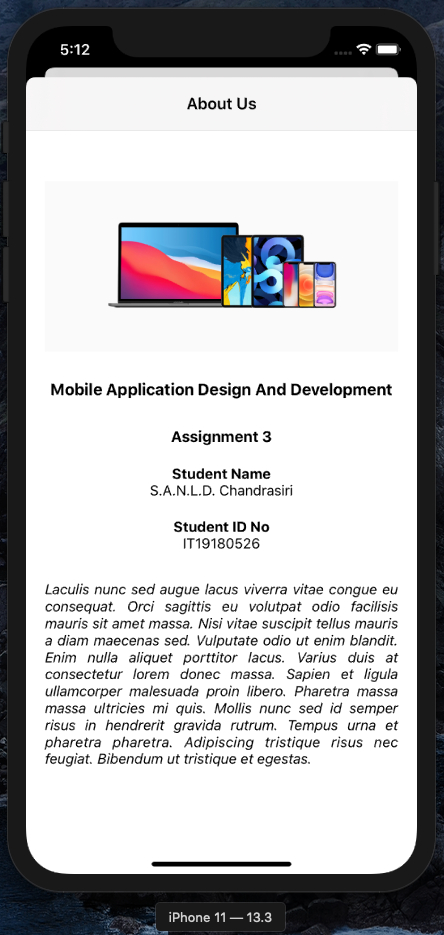 5:12
About Us
Mobile Application Design And Development
Assignment 3
Student Name
S.A.N.L.D. Chandrasiri
Student ID No
IT19180526
Laculis nunc sed augue lacus viverra vitae congue eu
consequat. Orci sagittis eu volutpat odio facilisis
mauris sit amet massa. Nisi vitae suscipit tellus mauris
a diam maecenas sed. Vulputate odio ut enim blandit.
Enim nulla aliquet porttitor lacus. Varius duis at
consectetur lorem donec massa. Sapien et ligula
ullamcorper malesuada proin libero. Pharetra massa
massa ultricies mi quis. Mollis nunc sed id semper
risus in hendrerit gravida rutrum. Tempus urna et
pharetra pharetra. Adipiscing tristique risus nec
feugiat. Bibendum ut tristique et egestas.
iPhone 11 — 13.3